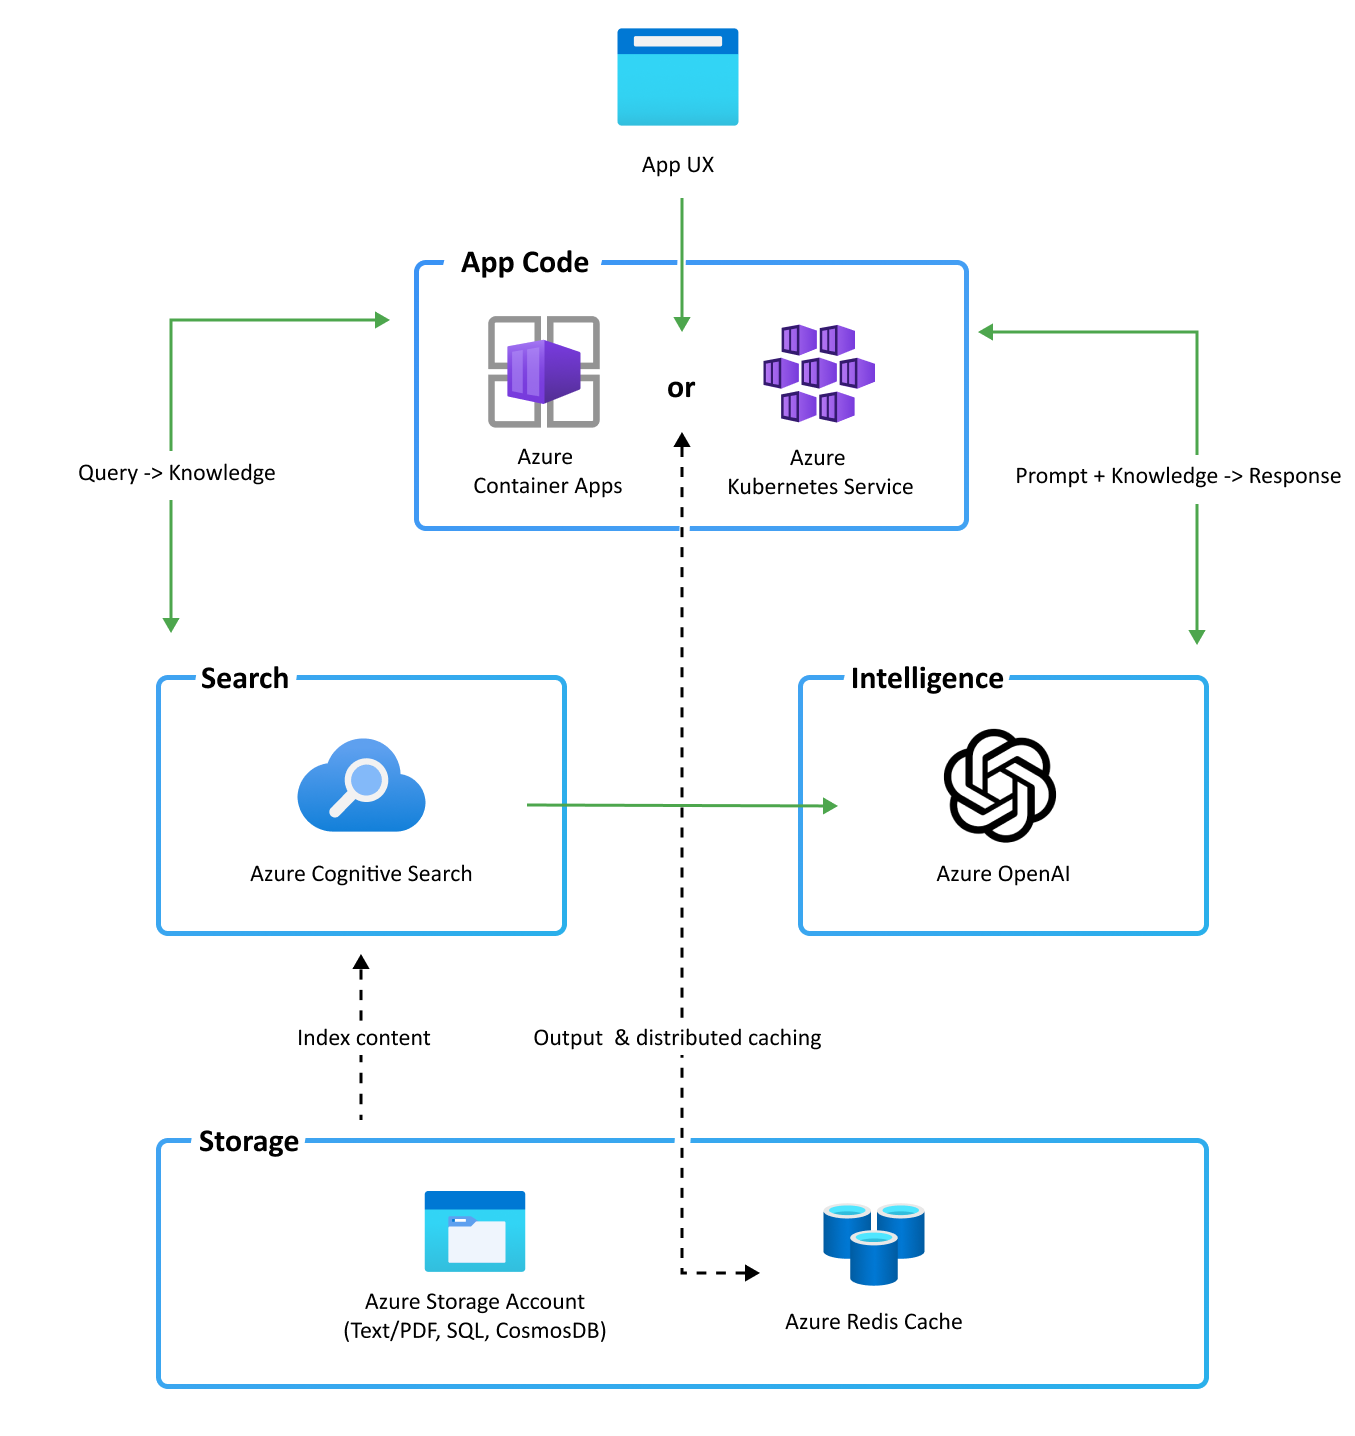 App UX
App Code
or
Azure
Container Apps
Azure
Kubernetes Service
Query -> Knowledge
Prompt + Knowledge -> Response
Search
Azure Cognitive Search
Intelligence
Azure OpenAI
Index content
Output & distributed caching
Storage
Azure Storage Account
(Text/PDF, SQL, CosmosDB)
Azure Redis Cache